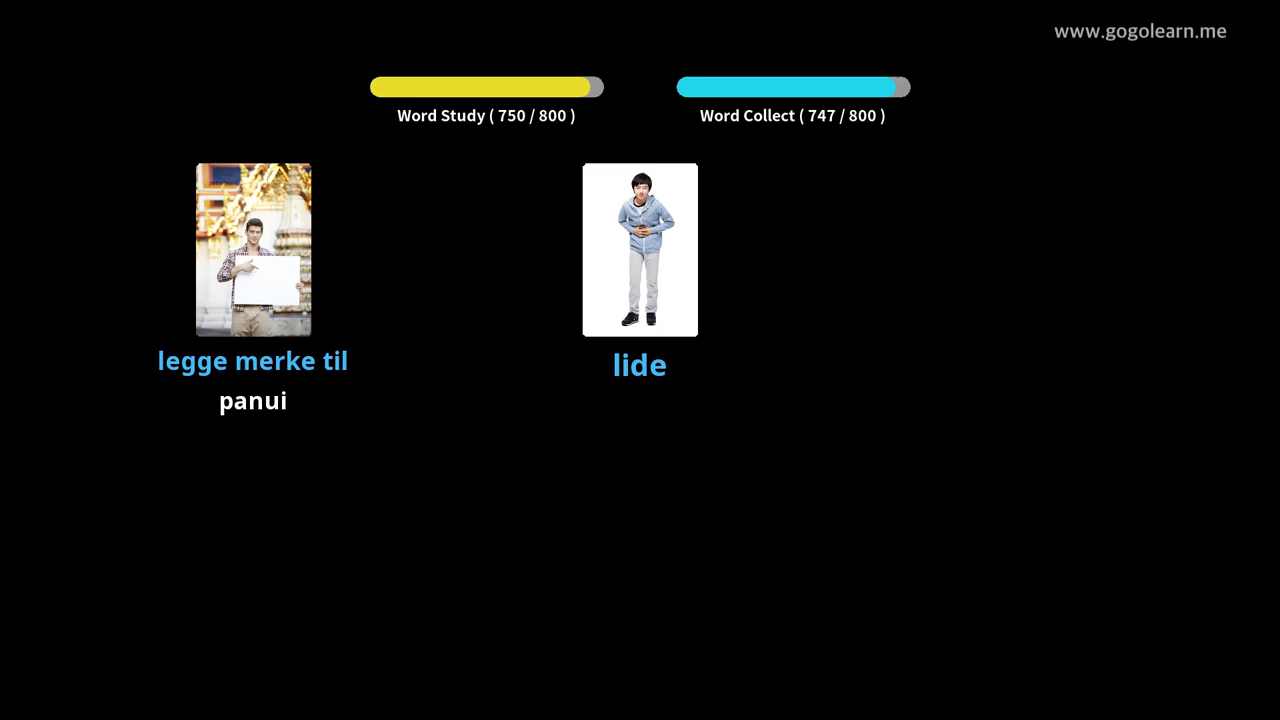 www.gogolearn.me
Word Study ( 750 / 800 )
Word Collect ( 747 / 800 )
legge merke til
panui
lide